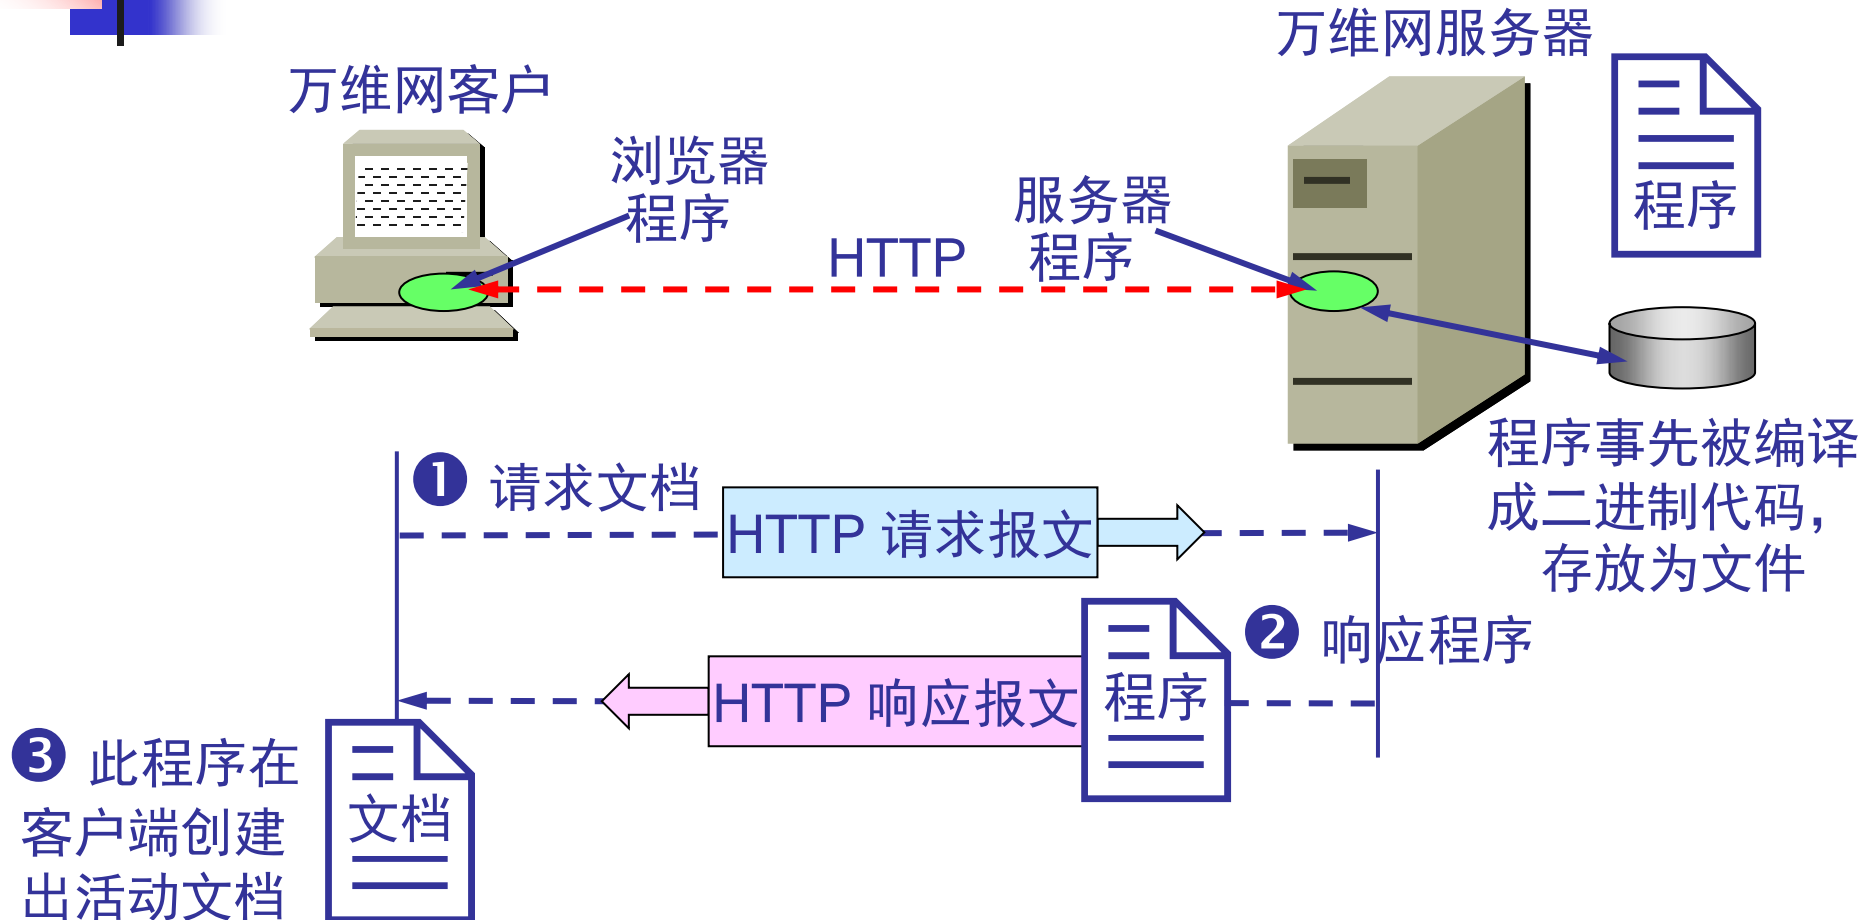 万维网服务器
万维网客户
浏览器
程序
服务器
程序
HTTP
程序
程序事先被编译
成二进制代码，
存放为文件
❶ 请求文档
HTTP 请求报文
❷ 响应程序
HTTP 响应报文
程序
❸ 此程序在
客户端创建
出活动文档
文档